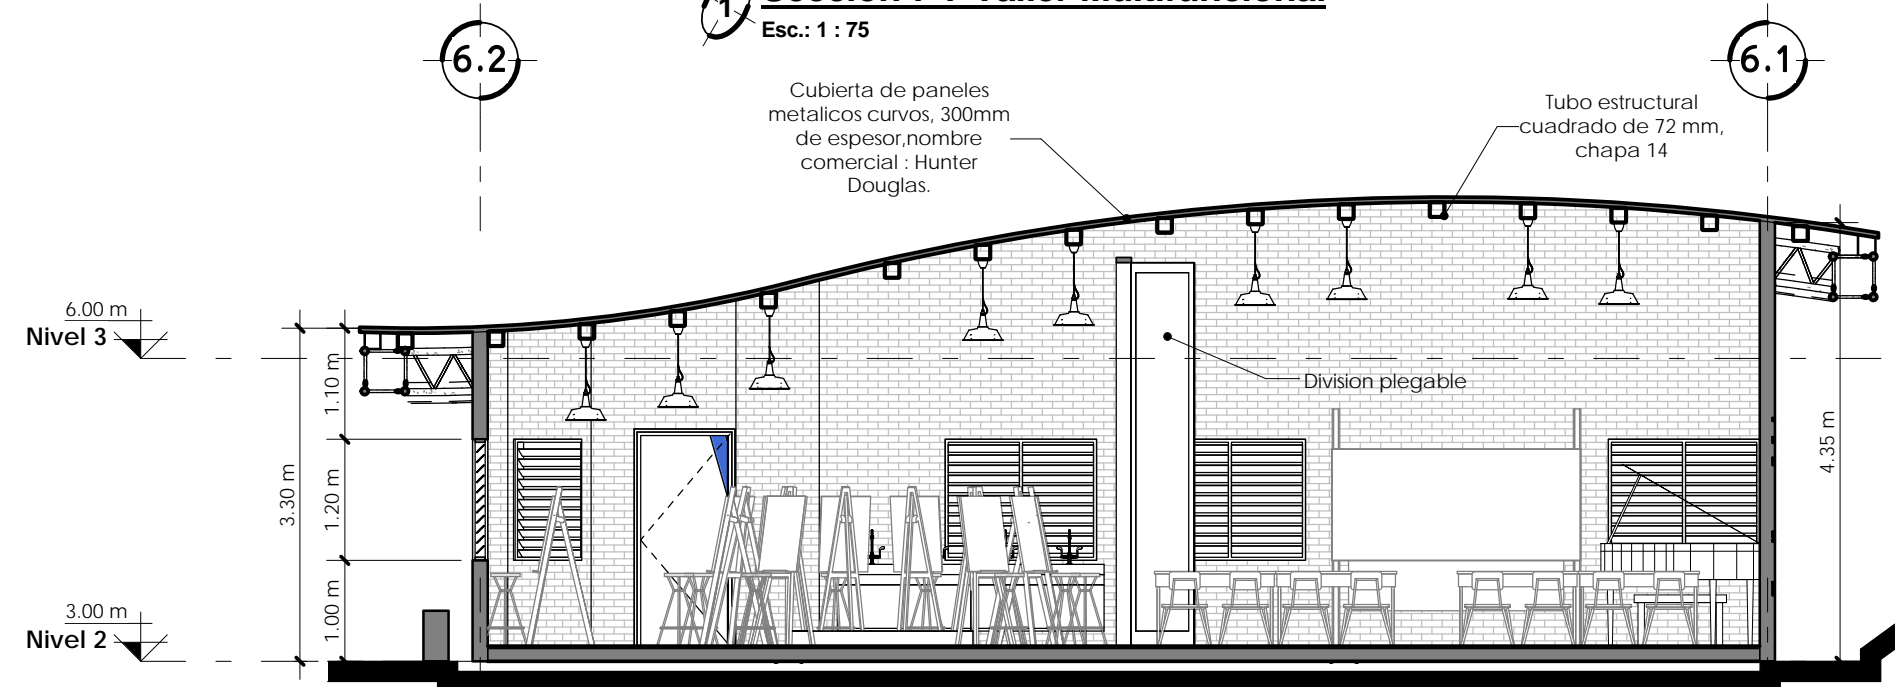 1
Esc.: 1 : 75
6.2
6.1
Cubierta de paneles
metalicos curvos, 300mm
de espesor,nombre
comercial : Hunter
Douglas.
Tubo estructural
cuadrado de 72 mm,
chapa 14
6.00 m
Nivel 3
Division plegable
1.10 m
1.20 m
1.00 m
3.30 m
4.35 m
3.00 m
Nivel 2